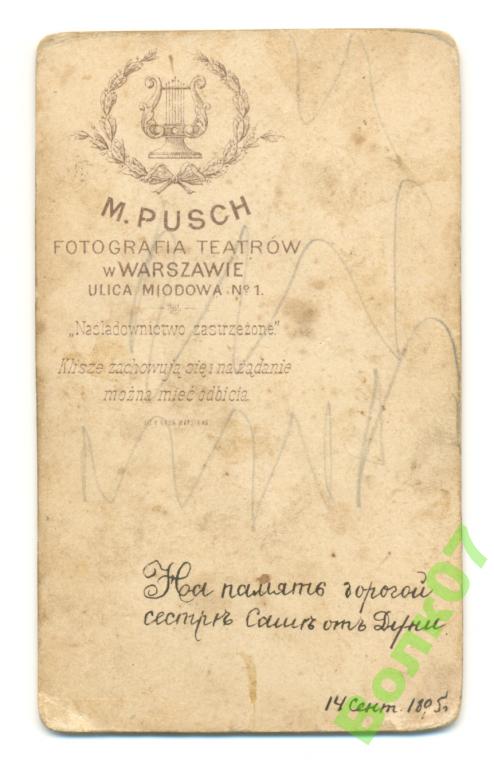 M. PUSCH
FOTOGRAFIA TEATRÓW
w WARSZAWIE
ULICA MIODOWA № 1.
„Naśladownictwo zastrzeżone."
Klisze zachowują się i na żądanie
można mieć odbicia
На память дорогой
сестрѣ Сашѣ отъ Дуни
14 сент.
Волк07